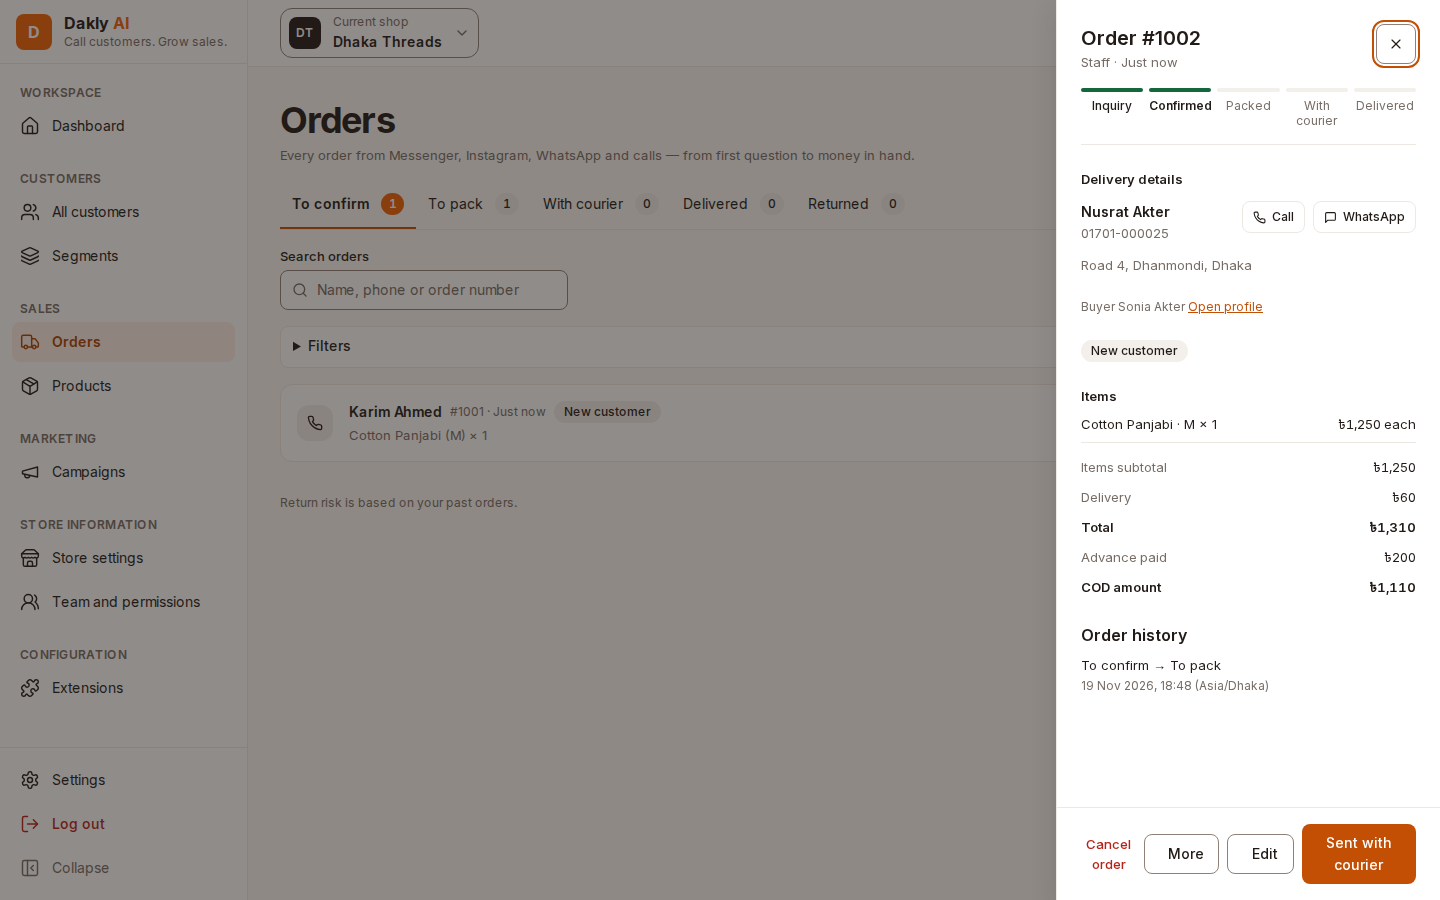 D
Dakly AI
Call customers. Grow sales.
WORKSPACE
Dashboard
CUSTOMERS
All customers
Segments
SALES
Orders
Products
MARKETING
Campaigns
STORE INFORMATION
Store settings
Team and permissions
CONFIGURATION
Extensions
Settings
Log out
Collapse
DT
Current shop
Dhaka Threads
Orders
Every order from Messenger, Instagram, WhatsApp and calls — from first question to money in hand.
To confirm 1 To pack 1 With courier 0 Delivered 0 Returned 0
Search orders
Name, phone or order number
Filters
Karim Ahmed #1001 · Just now New customer
Cotton Panjabi (M) × 1
Return risk is based on your past orders.
Order #1002
Staff · Just now
Inquiry Confirmed Packed With courier Delivered
Delivery details
Nusrat Akter
01701-000025
Call WhatsApp
Road 4, Dhanmondi, Dhaka
Buyer Sonia Akter Open profile
New customer
Items
Cotton Panjabi · M × 1 ৳1,250 each
Items subtotal ৳1,250
Delivery ৳60
Total ৳1,310
Advance paid ৳200
COD amount ৳1,110
Order history
To confirm → To pack
19 Nov 2026, 18:48 (Asia/Dhaka)
Cancel order
More
Edit
Sent with courier